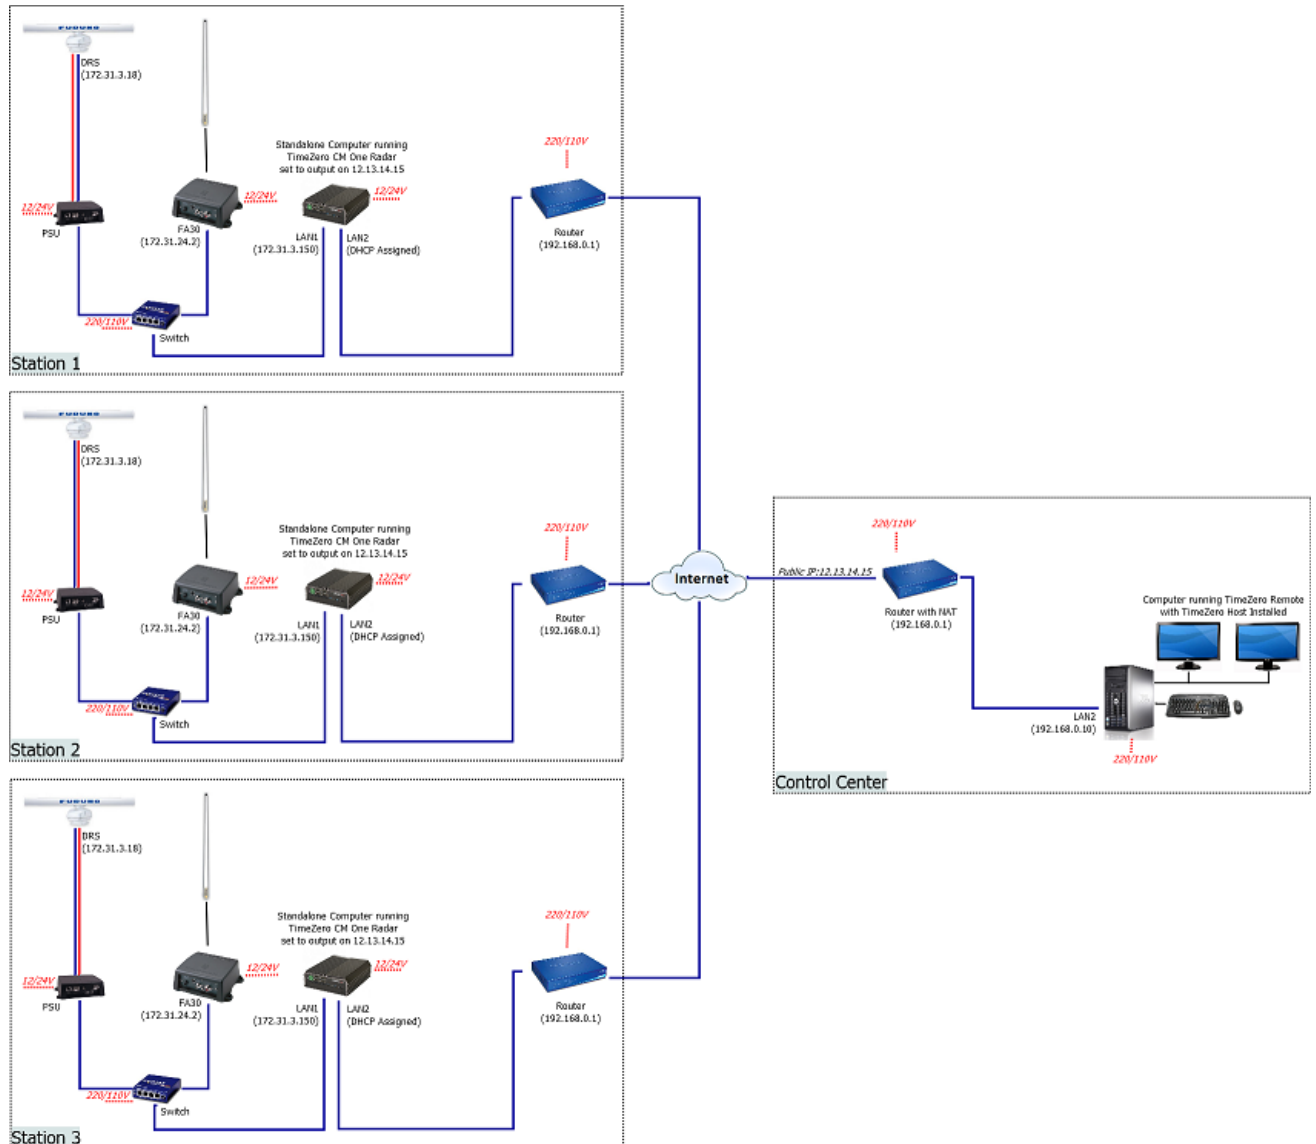 FURUNO
DRS
(172.31.3.18)
Standalone Computer running
TimeZero CM One Radar
set to output on 12.13.14.15
220/110V
12/24V
PSU
12/24V
FA30
(172.31.24.2)
12/24V
LAN1
(172.31.3.150)
LAN2
(DHCP Assigned)
Router
(192.168.0.1)
220/110V
Switch
Station 1
FURUNO
DRS
(172.31.3.18)
Standalone Computer running
TimeZero CM One Radar
set to output on 12.13.14.15
220/110V
12/24V
PSU
12/24V
FA30
(172.31.24.2)
12/24V
LAN1
(172.31.3.150)
LAN2
(DHCP Assigned)
Router
(192.168.0.1)
220/110V
Switch
Station 2
FURUNO
DRS
(172.31.3.18)
Standalone Computer running
TimeZero CM One Radar
set to output on 12.13.14.15
220/110V
12/24V
PSU
12/24V
FA30
(172.31.24.2)
12/24V
LAN1
(172.31.3.150)
LAN2
(DHCP Assigned)
Router
(192.168.0.1)
220/110V
Switch
Station 3
Internet
Public IP:12.13.14.15
220/110V
Router with NAT
(192.168.0.1)
Computer running TimeZero Remote
with TimeZero Host Installed
LAN2
(192.168.0.10)
220/110V
Control Center